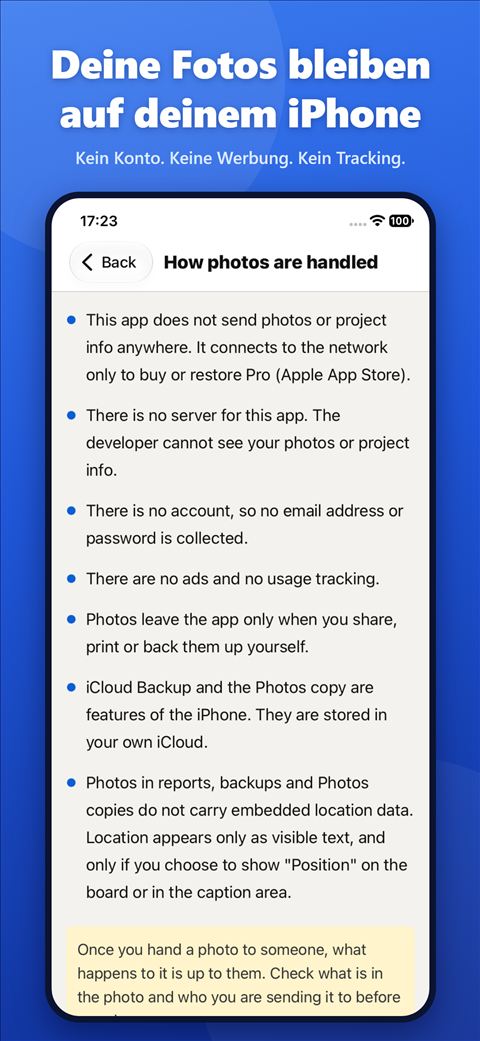 Deine Fotos bleiben
auf deinem iPhone
Kein Konto. Keine Werbung. Kein Tracking.
17:23
100
Back
How photos are handled
This app does not send photos or project
info anywhere. It connects to the network
only to buy or restore Pro (Apple App Store).
There is no server for this app. The
developer cannot see your photos or project
info.
There is no account, so no email address or
password is collected.
There are no ads and no usage tracking.
Photos leave the app only when you share,
print or back them up yourself.
iCloud Backup and the Photos copy are
features of the iPhone. They are stored in
your own iCloud.
Photos in reports, backups and Photos
copies do not carry embedded location data.
Location appears only as visible text, and
only if you choose to show "Position" on the
board or in the caption area.
Once you hand a photo to someone, what
happens to it is up to them. Check what is in
the photo and who you are sending it to before